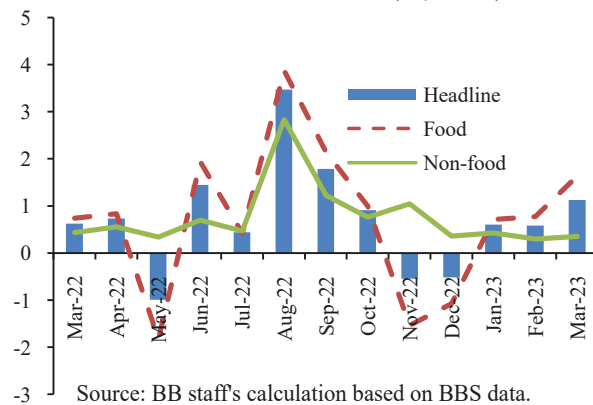 5
4
3
2
1
0
-1
-2
-3
Headline
Food
Non-food
Mar-22
Apr-22
May-22
Jun-22
Jul-22
Aug-22
Sep-22
Oct-22
Nov-22
Dec-22
Jan-23
Feb-23
Mar-23
Source: BB staff's calculation based on BBS data.